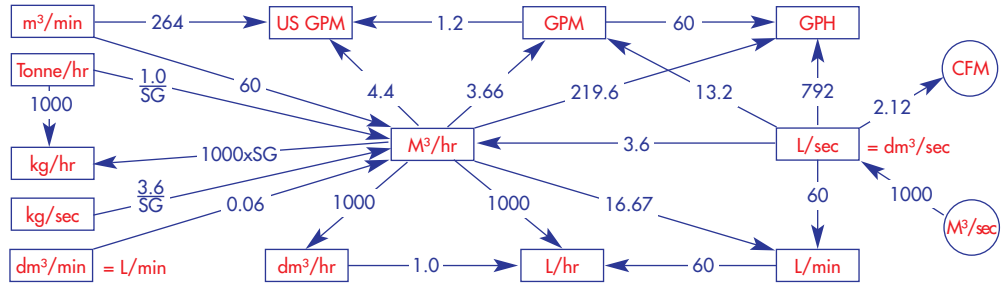 m³/min 264 US GPM 1.2 GPM 60 GPH
Tonne/hr 1.0
SG 60 4.4 3.66 219.6 13.2 792 2.12 CFM
1000
kg/hr 1000xSG M³/hr 3.6 L/sec = dm³/sec
kg/sec 3.6
SG 0.06 1000 1000 16.67 60 1000 M³/sec
dm³/min = L/min dm³/hr 1.0 L/hr 60 L/min